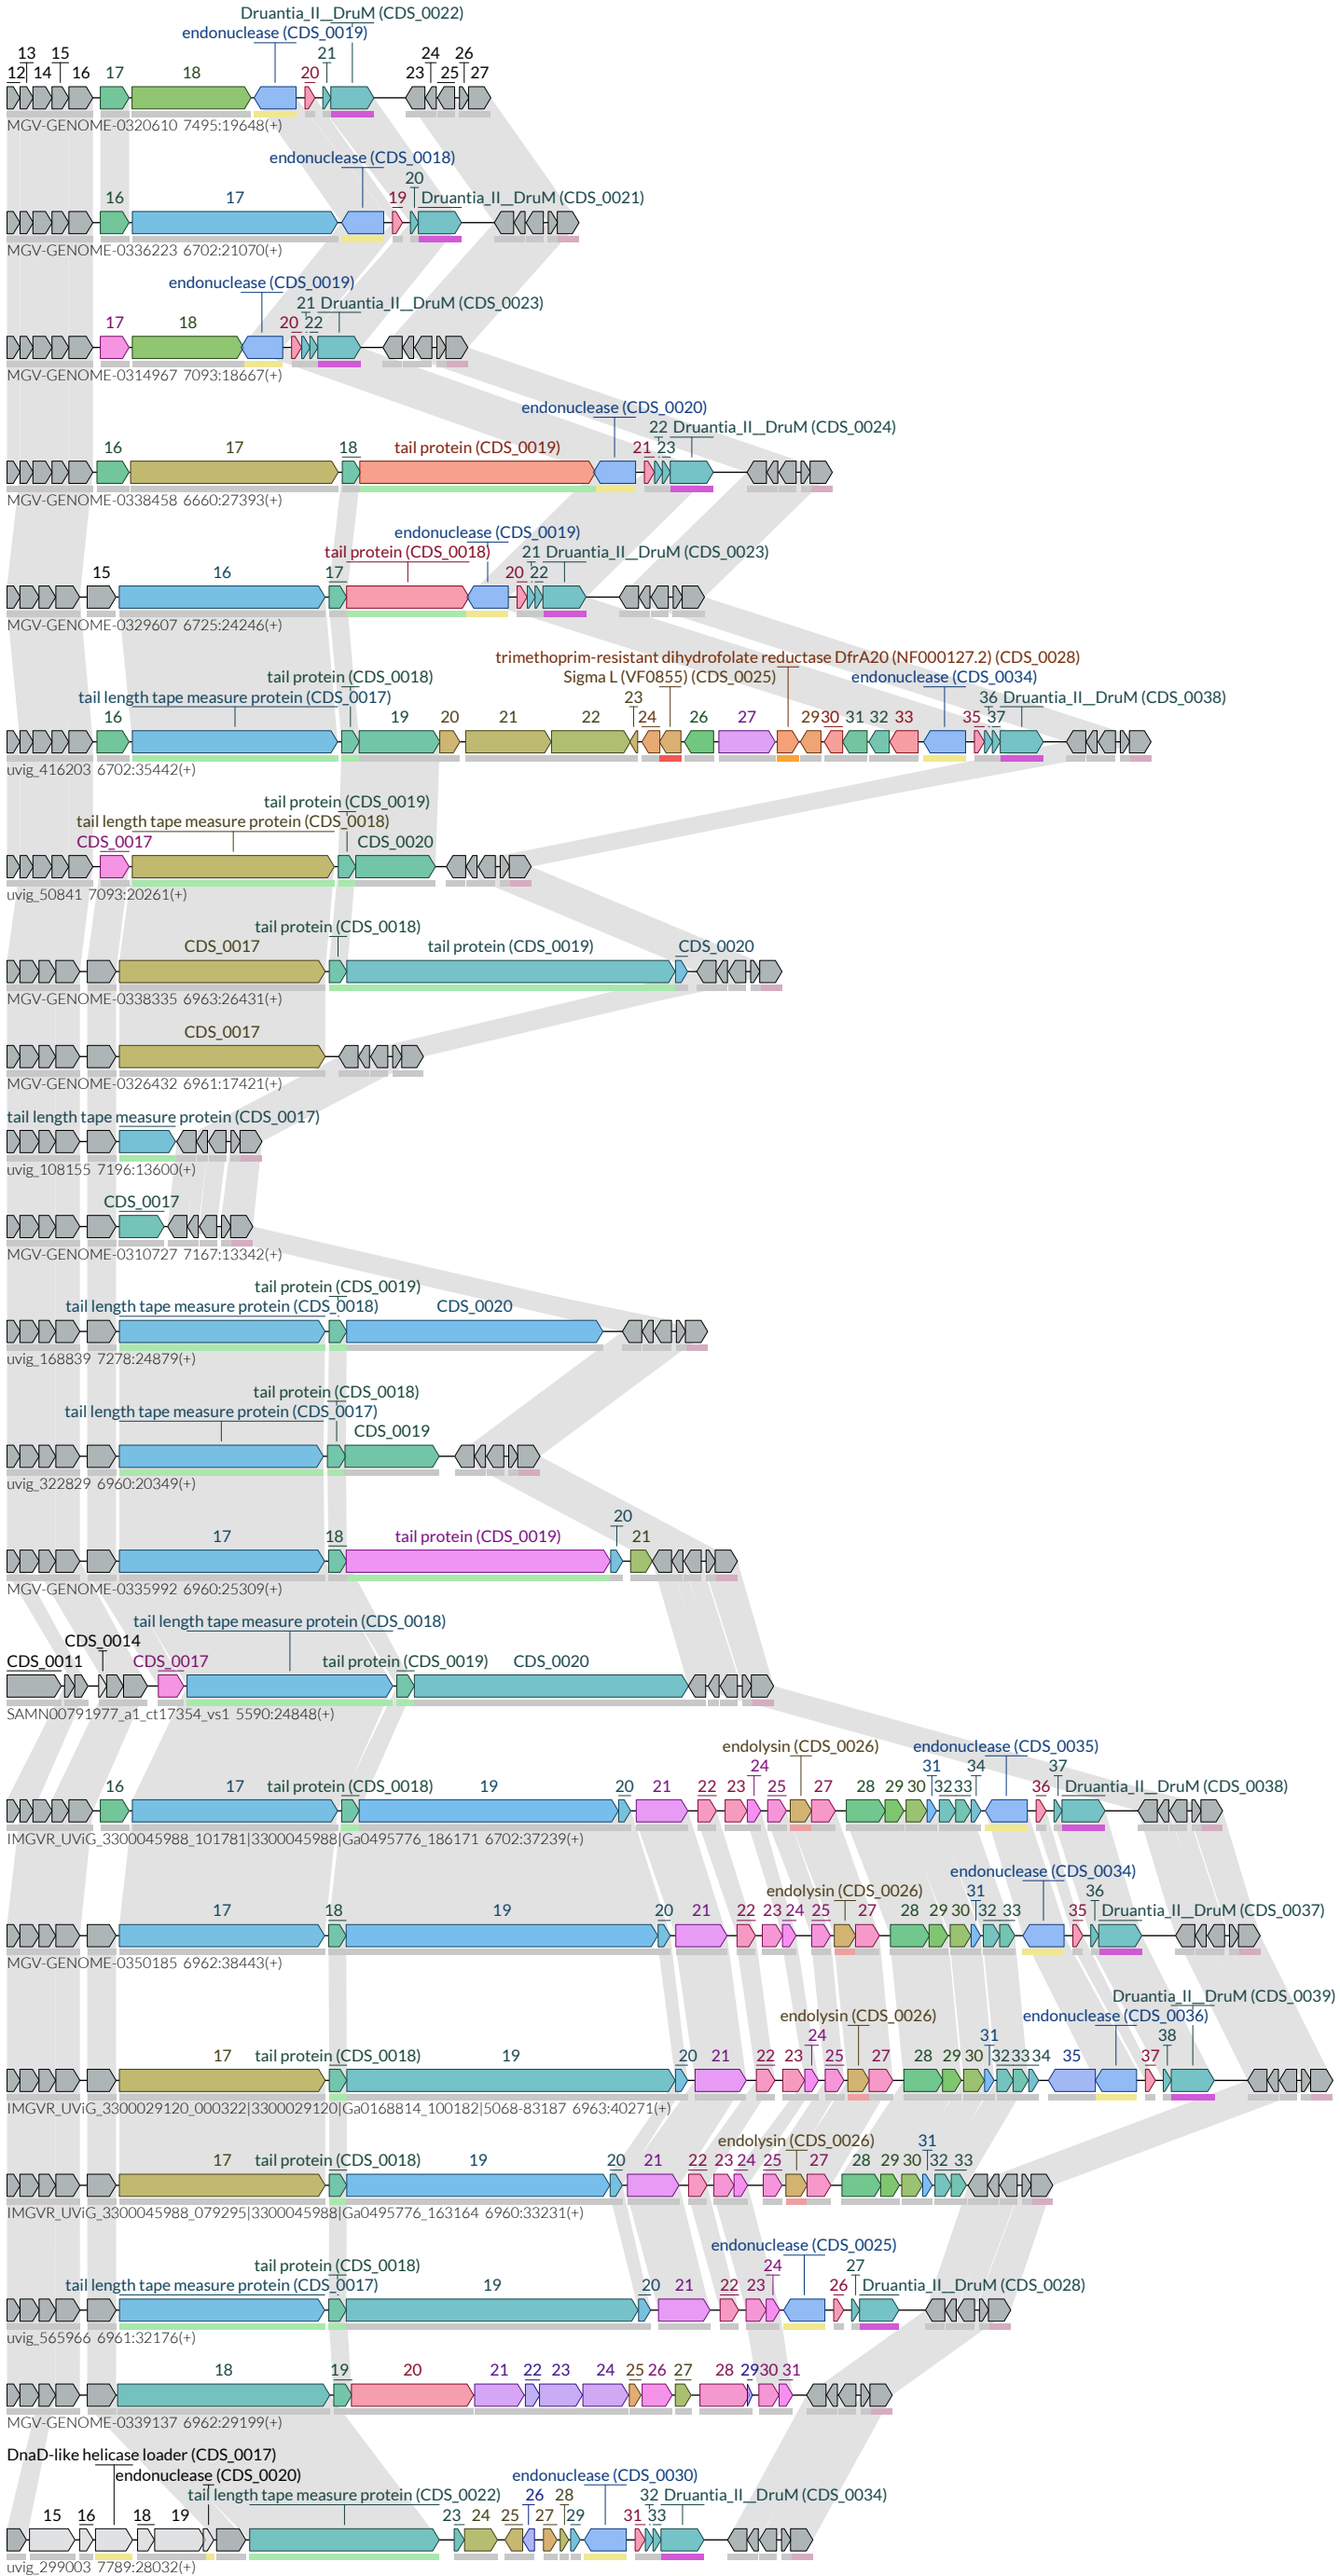 Druantia_II__DruM (CDS_0022)
endonuclease (CDS_0019)
13 15 21 24 26
12 14 16 17 18 20 23 25 27
MGV-GENOME-0320610 7495:19648(+)
endonuclease (CDS_0018)
20
16 17 19 Druantia_II__DruM (CDS_0021)
MGV-GENOME-0336223 6702:21070(+)
endonuclease (CDS_0019)
21 Druantia_II__DruM (CDS_0023)
17 18 20 22
MGV-GENOME-0314967 7093:18667(+)
endonuclease (CDS_0020)
22 Druantia_II__DruM (CDS_0024)
16 17 18 tail protein (CDS_0019) 21 23
MGV-GENOME-0338458 6660:27393(+)
endonuclease (CDS_0019)
tail protein (CDS_0018) 21 Druantia_II__DruM (CDS_0023)
15 16 17 20 22
MGV-GENOME-0329607 6725:24246(+)
trimethoprim-resistant dihydrofolate reductase DfrA20 (NF000127.2) (CDS_0028)
tail protein (CDS_0018) Sigma L (VF0855) (CDS_0025) endonuclease (CDS_0034)
tail length tape measure protein (CDS_0017) 23 36 Druantia_II__DruM (CDS_0038)
16 19 20 21 22 24 26 27 29 30 31 32 33 35 37
uvig_416203 6702:35442(+)
tail protein (CDS_0019)
tail length tape measure protein (CDS_0018)
CDS_0017 CDS_0020
uvig_50841 7093:20261(+)
tail protein (CDS_0018)
CDS_0017 tail protein (CDS_0019) CDS_0020
MGV-GENOME-0338335 6963:26431(+)
CDS_0017
MGV-GENOME-0326432 6961:17421(+)
tail length tape measure protein (CDS_0017)
uvig_108155 7196:13600(+)
CDS_0017
MGV-GENOME-0310727 7167:13342(+)
tail protein (CDS_0019)
tail length tape measure protein (CDS_0018) CDS_0020
uvig_168839 7278:24879(+)
tail protein (CDS_0018)
tail length tape measure protein (CDS_0017)
CDS_0019
uvig_322829 6960:20349(+)
20
17 18 tail protein (CDS_0019) 21
MGV-GENOME-0335992 6960:25309(+)
tail length tape measure protein (CDS_0018)
CDS_0014
CDS_0011 CDS_0017 tail protein (CDS_0019) CDS_0020
SAMN00791977_a1_ct17354_vs1 5590:24848(+)
endolysin (CDS_0026) endonuclease (CDS_0035)
24 31 34 37
16 17 tail protein (CDS_0018) 19 20 21 22 23 25 27 28 29 30 32 33 36 Druantia_II__DruM (CDS_0038)
IMGVR_UViG_3300045988_101781|3300045988|Ga0495776_186171 6702:37239(+)
endonuclease (CDS_0034)
endolysin (CDS_0026) 31 36
17 18 19 20 21 22 23 24 25 27 28 29 30 32 33 35 Druantia_II__DruM (CDS_0037)
MGV-GENOME-0350185 6962:38443(+)
Druantia_II__DruM (CDS_0039)
endolysin (CDS_0026) endonuclease (CDS_0036)
24 31 38
17 tail protein (CDS_0018) 19 20 21 22 23 25 27 28 29 30 32 33 34 35 37
IMGVR_UViG_3300029120_000322|3300029120|Ga0168814_100182|5068-83187 6963:40271(+)
endolysin (CDS_0026) 31
17 tail protein (CDS_0018) 19 20 21 22 23 24 25 27 28 29 30 32 33
IMGVR_UViG_3300045988_079295|3300045988|Ga0495776_163164 6960:33231(+)
endonuclease (CDS_0025)
tail protein (CDS_0018) 24 27
tail length tape measure protein (CDS_0017) 19 20 21 22 23 26 Druantia_II__DruM (CDS_0028)
uvig_565966 6961:32176(+)
18 19 20 21 22 23 24 25 26 27 28 29 30 31
MGV-GENOME-0339137 6962:29199(+)
DnaD-like helicase loader (CDS_0017)
endonuclease (CDS_0020) endonuclease (CDS_0030)
tail length tape measure protein (CDS_0022) 26 28 32 Druantia_II__DruM (CDS_0034)
15 16 18 19 23 24 25 27 29 31 33
uvig_299003 7789:28032(+)